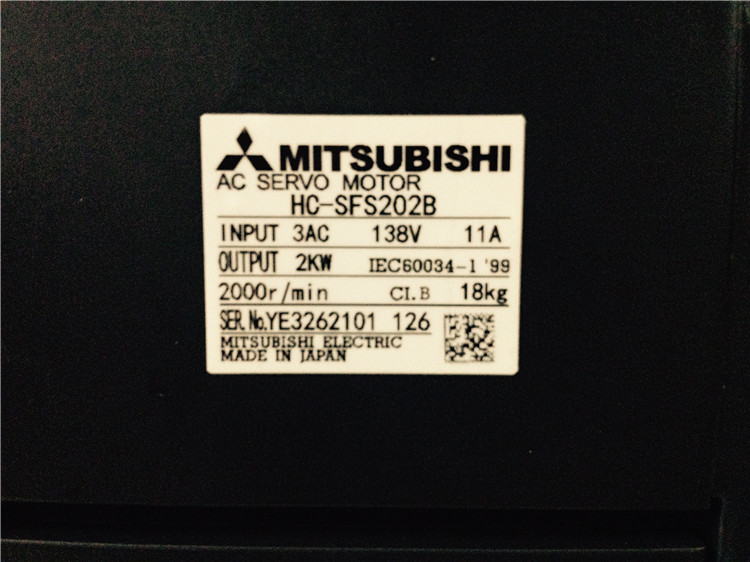 MITSUBISHI
AC SERVO MOTOR
HC-SFS202B
INPUT 3AC 138V 11A
OUTPUT 2KW IEC60034-1 '99
2000r/min CI.B 18kg
SER.No.YE3262101 126
MITSUBISHI ELECTRIC
MADE IN JAPAN